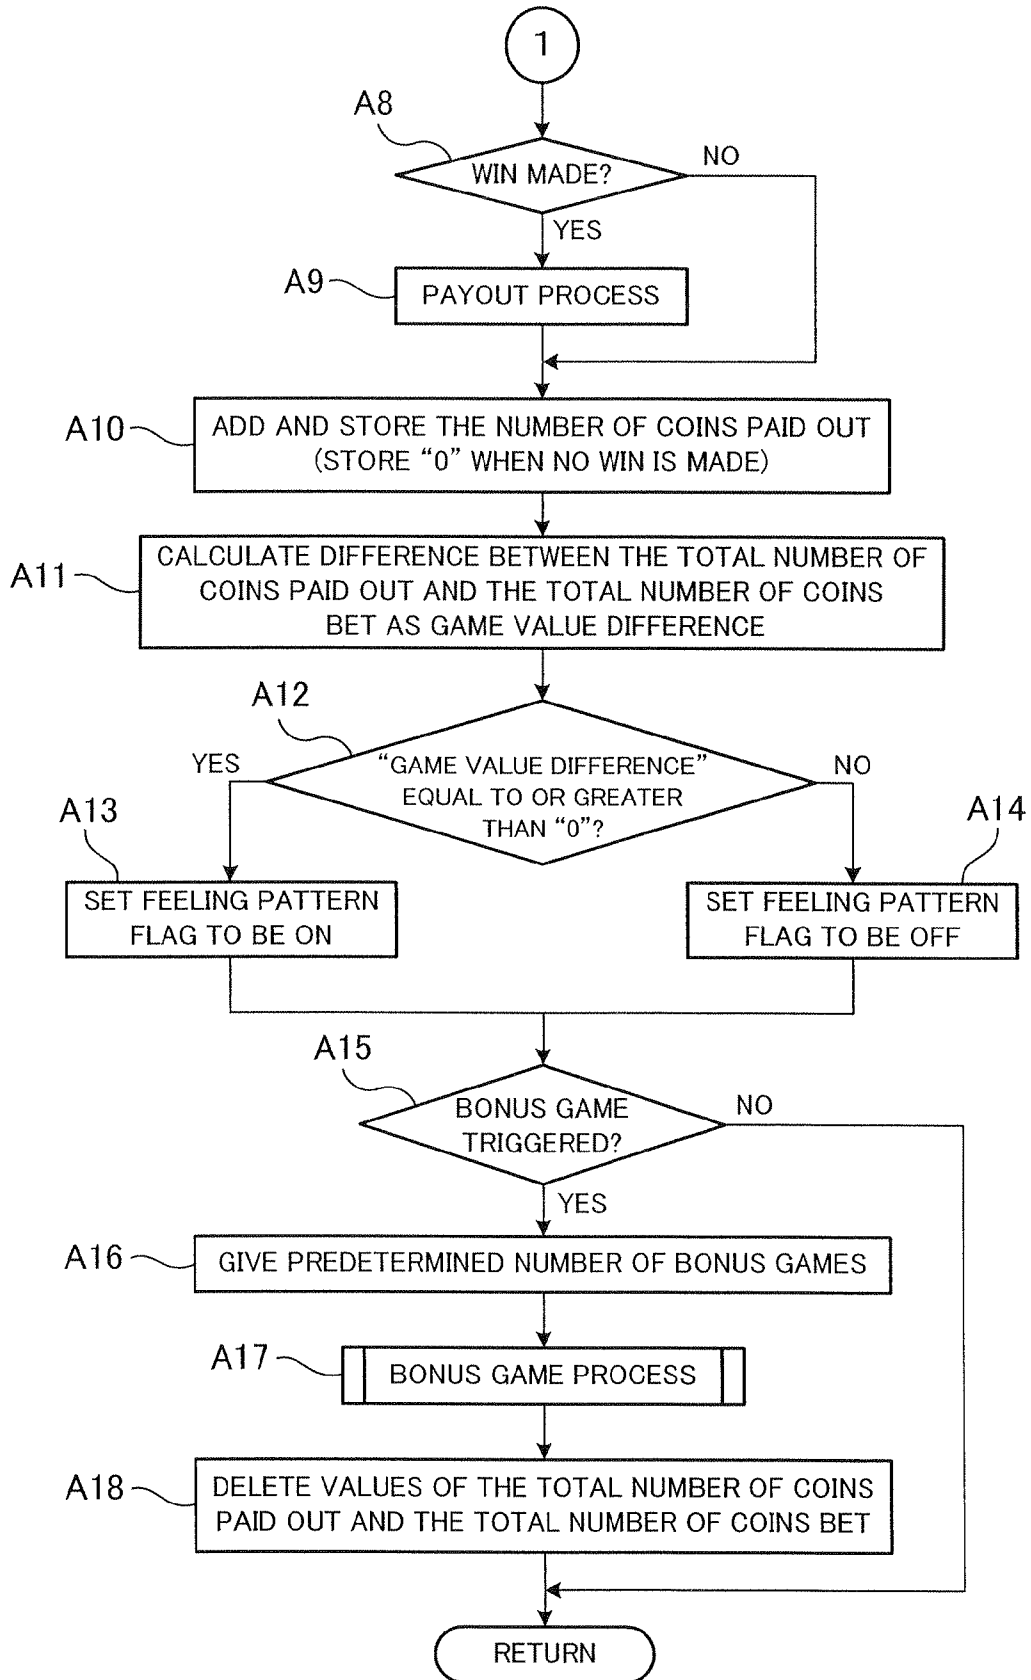 1
A8
WIN MADE?
NO
YES
A9
PAYOUT PROCESS
A10
ADD AND STORE THE NUMBER OF COINS PAID OUT
(STORE “0” WHEN NO WIN IS MADE)
A11
CALCULATE DIFFERENCE BETWEEN THE TOTAL NUMBER OF
COINS PAID OUT AND THE TOTAL NUMBER OF COINS
BET AS GAME VALUE DIFFERENCE
A12
“GAME VALUE DIFFERENCE”
EQUAL TO OR GREATER
THAN “0”?
YES
NO
A13
SET FEELING PATTERN
FLAG TO BE ON
A14
SET FEELING PATTERN
FLAG TO BE OFF
A15
BONUS GAME
TRIGGERED?
NO
YES
A16
GIVE PREDETERMINED NUMBER OF BONUS GAMES
A17
BONUS GAME PROCESS
A18
DELETE VALUES OF THE TOTAL NUMBER OF COINS
PAID OUT AND THE TOTAL NUMBER OF COINS BET
RETURN